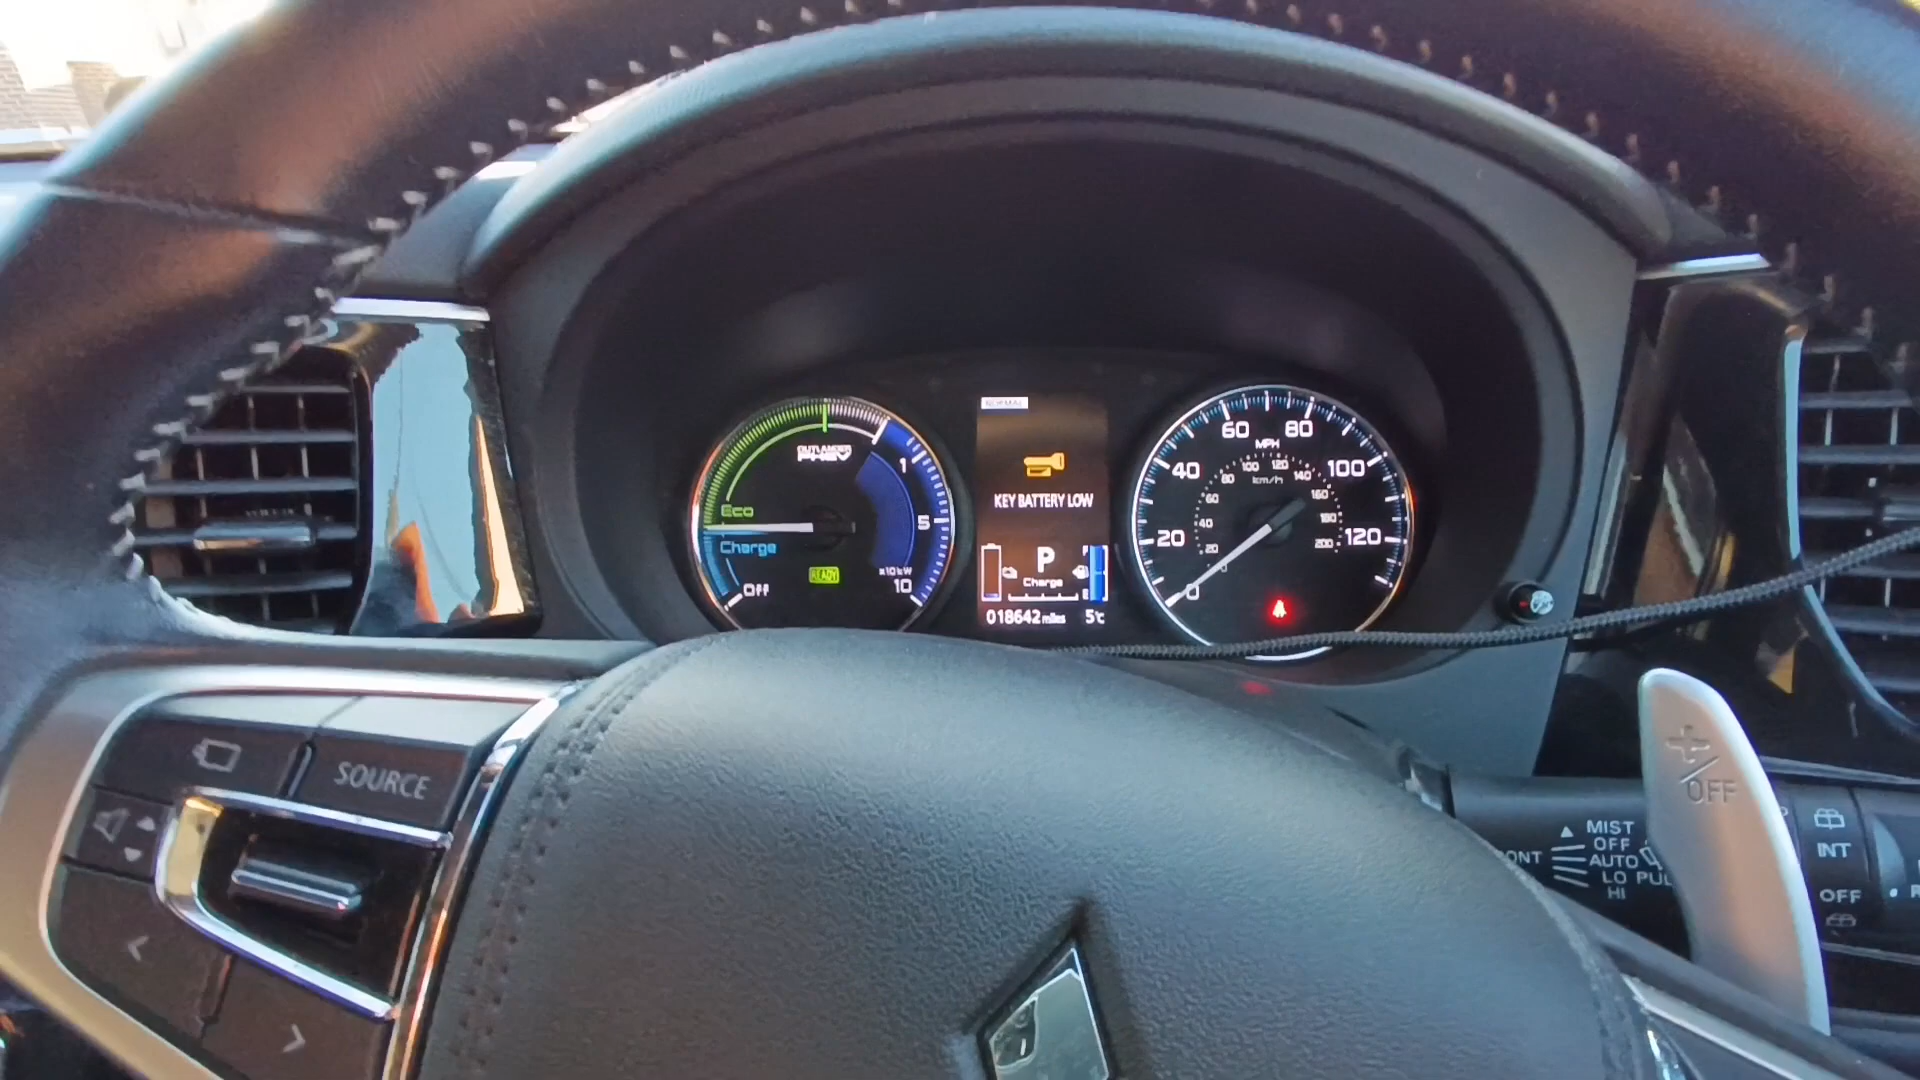 OUTLANDER
PHEV
Eco
Charge
Off
READY
1
5
x10kW
10
NORMAL
KEY BATTERY LOW
P
Charge
018642 miles 5°C
0
20
40
60
80
100
120
MPH
km/h
0
20
40
60
80
100
120
140
160
180
200
SOURCE
+/OFF
MIST
OFF
AUTO
LO
HI
INT
OFF